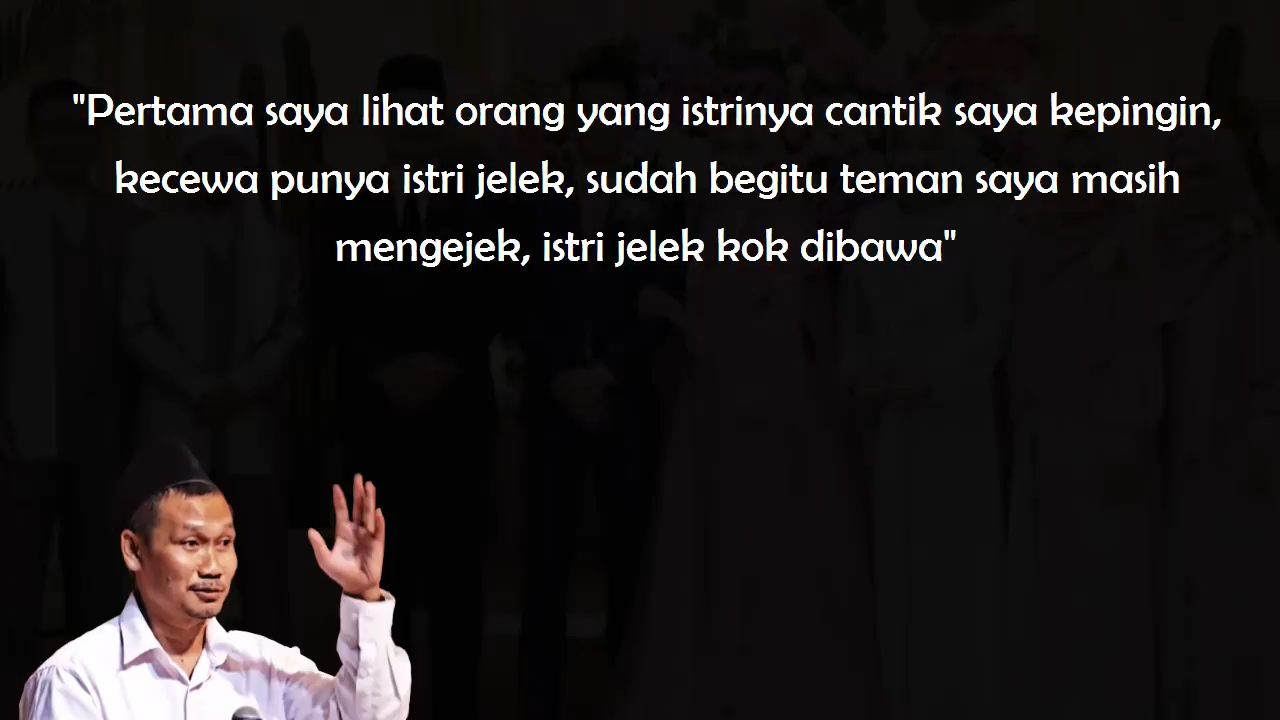 "Pertama saya lihat orang yang istrinya cantik saya kepingin,
kecewa punya istri jelek, sudah begitu teman saya masih
mengejek, istri jelek kok dibawa"